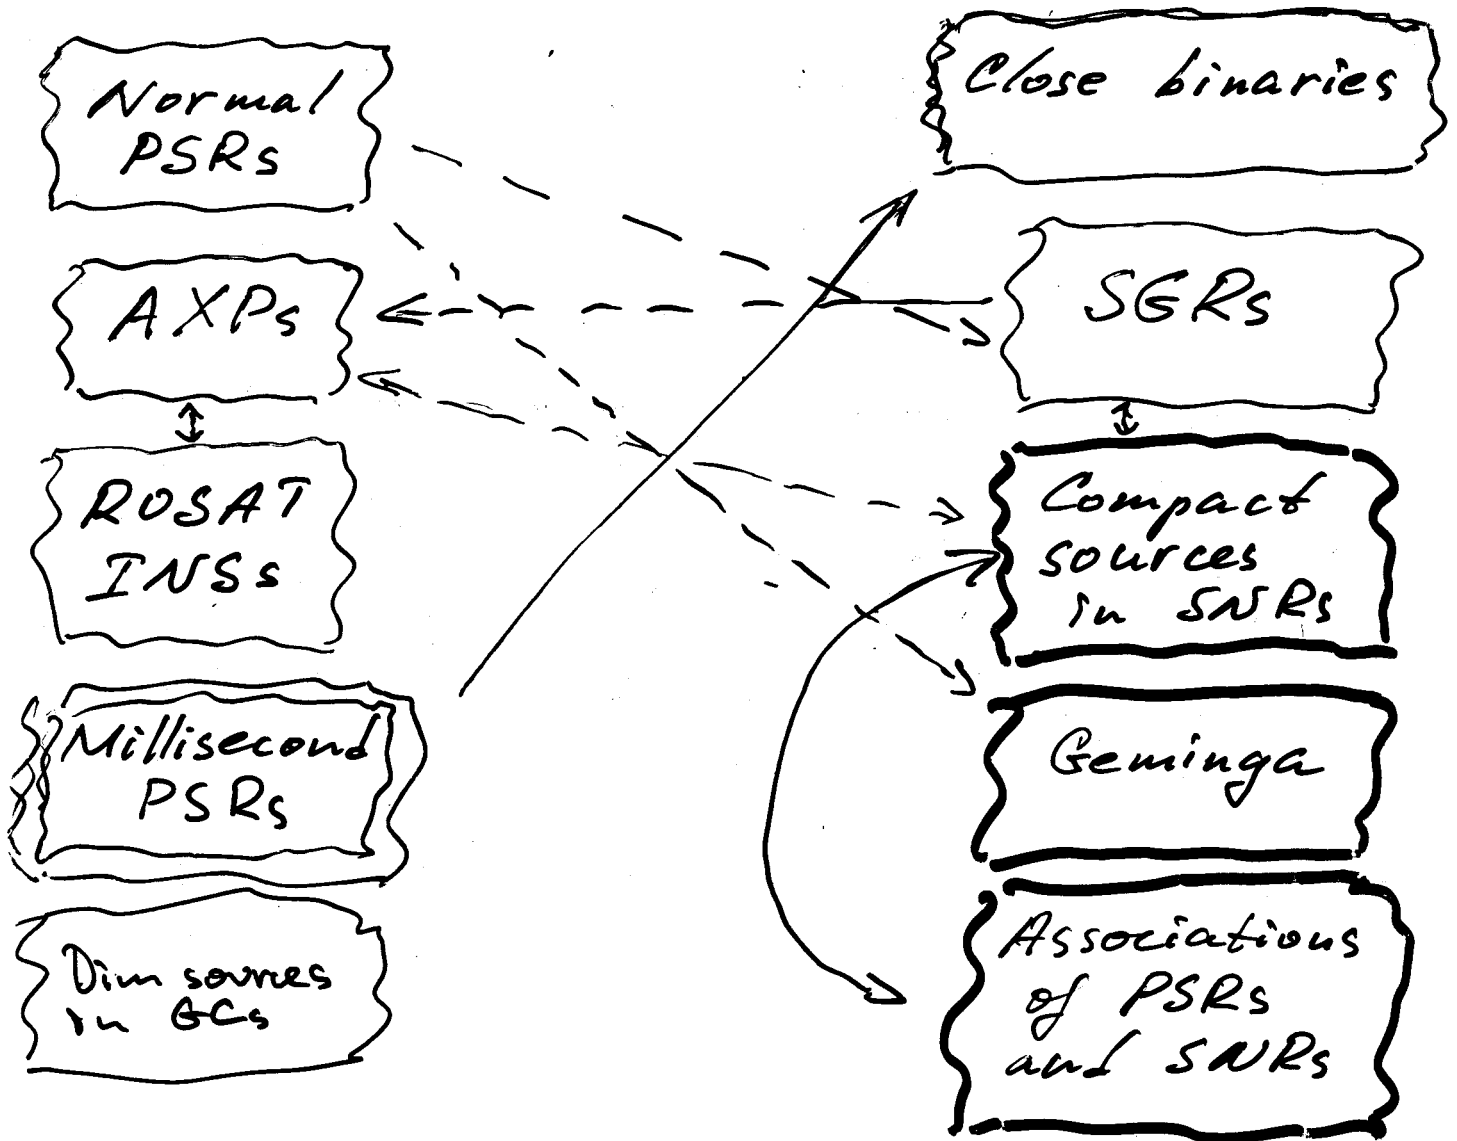 Normal
PSRs
AXPs
ROSAT
INSs
Millisecond
PSRs
Dim sources
in GCs
Close binaries
SGRs
Compact
sources
in SNRs
Geminga
Associations
of PSRs
and SNRs